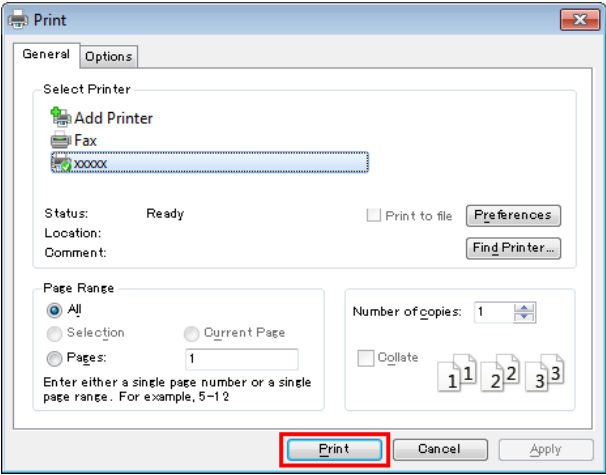 Print
General Options
Select Printer
Add Printer
Fax
xxxxx
Status: Ready Print to file Preferences
Location: Find Printer...
Comment:
Page Range
All Number of copies: 1
Selection Current Page
Pages: 1 Collate
1 1 2 2 3 3
Enter either a single page number or a single
page range. For example, 5-12
Print Cancel Apply